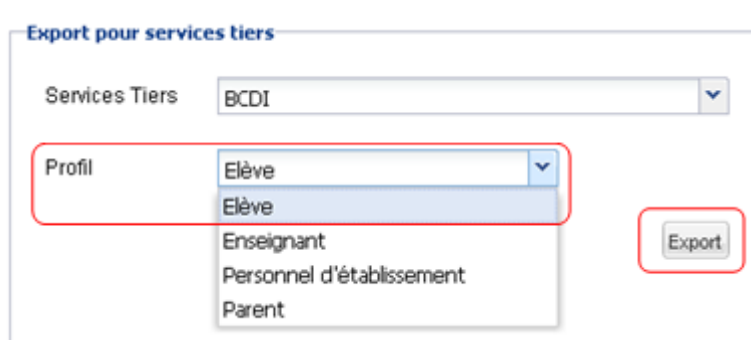 Export pour services tiers
Services Tiers BCDI
Profil Elève
Elève
Enseignant
Export
Personnel d'établissement
Parent